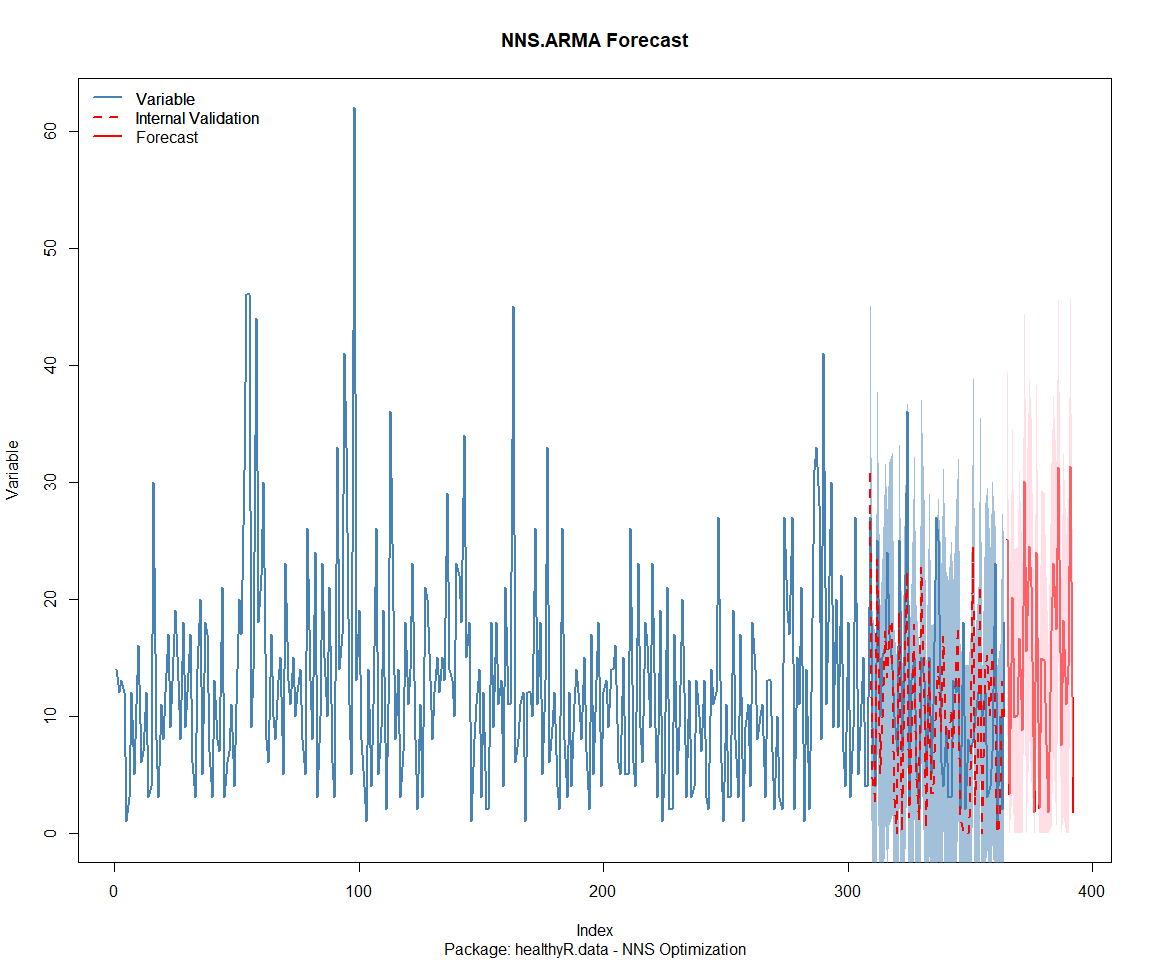 NNS.ARMA Forecast
Variable
Internal Validation
Forecast
60
50
40
30
20
10
0
Variable
0
100
200
300
400
Index
Package: healthyR.data - NNS Optimization